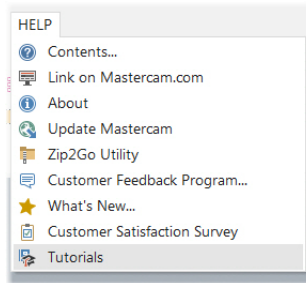 HELP
Contents...
Link on Mastercam.com
About
Update Mastercam
Zip2Go Utility
Customer Feedback Program...
What's New...
Customer Satisfaction Survey
Tutorials